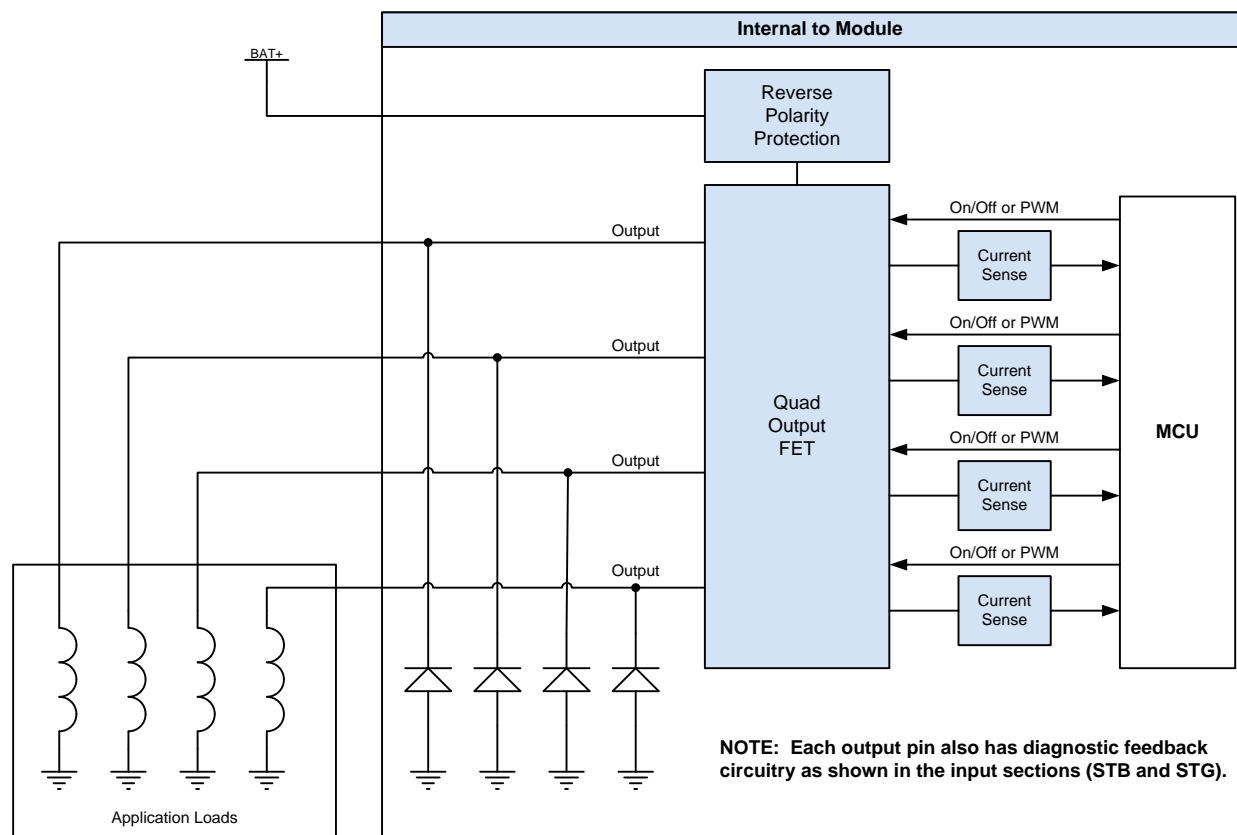 Internal to Module
BAT+
Reverse
Polarity
Protection
On/Off or PWM
Output
Current
Sense
On/Off or PWM
Output
Current
Sense
Quad
Output
FET
MCU
On/Off or PWM
Output
Current
Sense
On/Off or PWM
Output
Current
Sense
NOTE: Each output pin also has diagnostic feedback
circuitry as shown in the input sections (STB and STG).
Application Loads